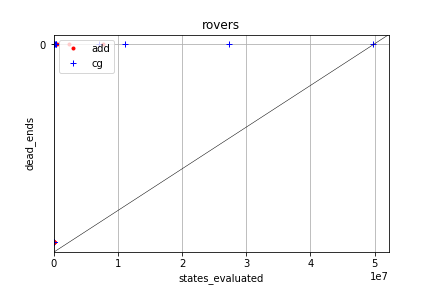 rovers
0
add
cg
dead_ends
0 1 2 3 4 5
1e7
states_evaluated